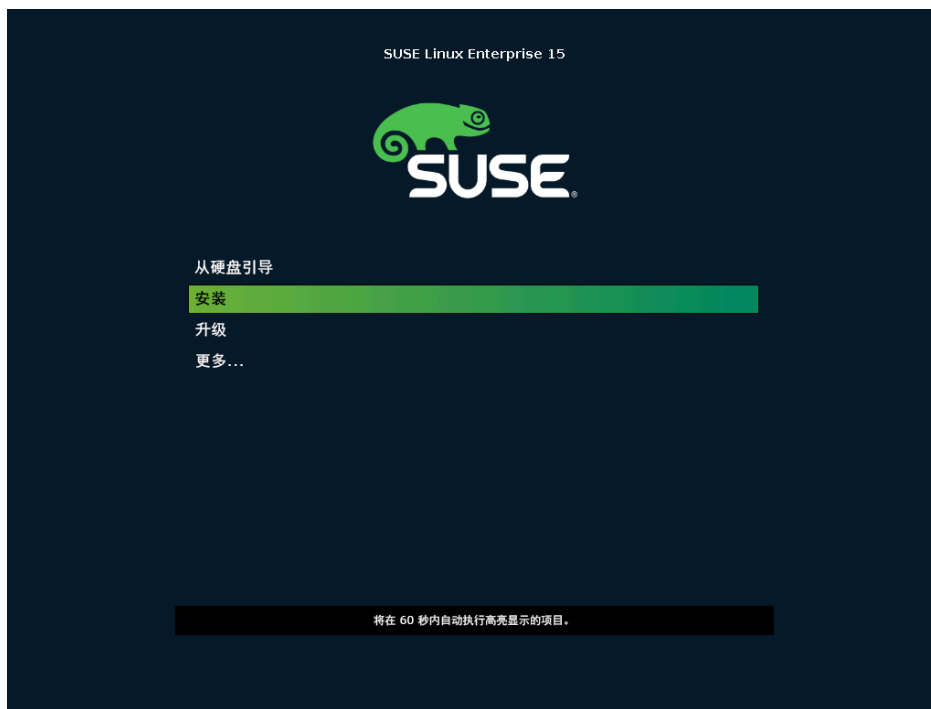 SUSE Linux Enterprise 15
SUSE®
从硬盘引导
安装
升级
更多...
将在 60 秒内自动执行高亮显示的项目。